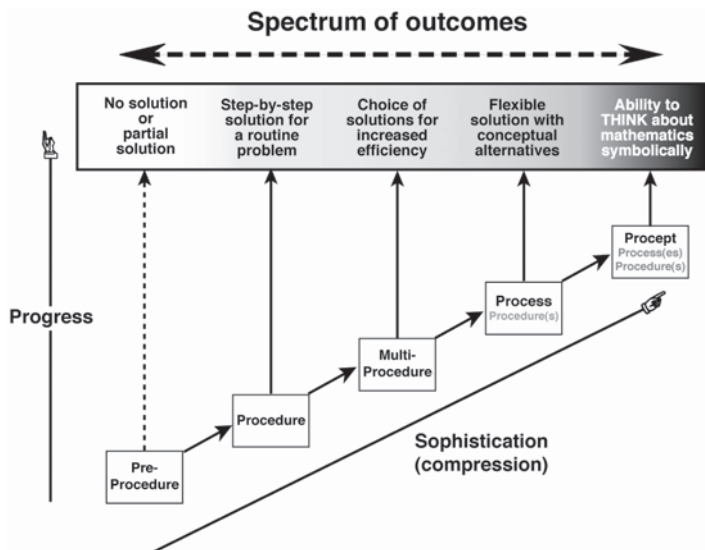 Spectrum of outcomes
No solution
or
partial
solution
Step-by-step
solution for
a routine
problem
Choice of
solutions for
increased
efficiency
Flexible
solution with
conceptual
alternatives
Ability to
THINK about
mathematics
symbolically
Procept
Process(es)
Procedure(s)
Process
Procedure(s)
Progress
Multi-
Procedure
Procedure
Sophistication
(compression)
Pre-
Procedure